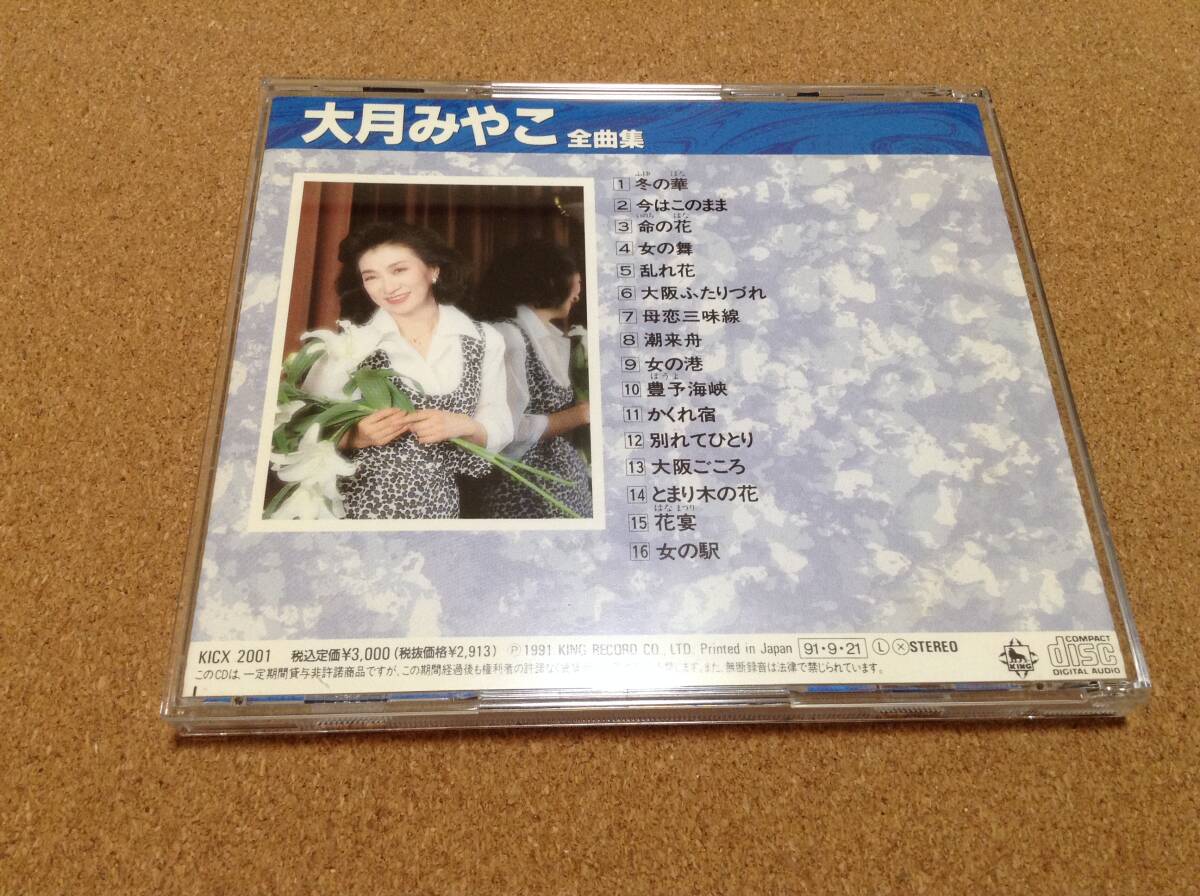 大月みやこ 全曲集
ふゆ はな
1 冬の華
2 今はこのまま
いのち はな
3 命の花
4 女の舞
5 乱れ花
6 大阪ふたりづれ
7 母恋三味線
8 潮来舟
9 女の港
ほうよ
10 豊予海峡
11 かくれ宿
12 別れてひとり
13 大阪ごころ
14 とまり木の花
はなまつり
15 花宴
16 女の駅
KICX 2001 税込定価¥3,000(税抜価格¥2,913) Ⓟ1991 KING RECORD CO., LTD. Printed in Japan 91・9・21 Ⓛ Ⓧ STEREO
このCDは、一定期間貸与非許諾商品ですが、この期間経過後も権利者の許諾なく また、無断録音は法律で禁じられています。
KING
COMPACT
disc
DIGITAL AUDIO